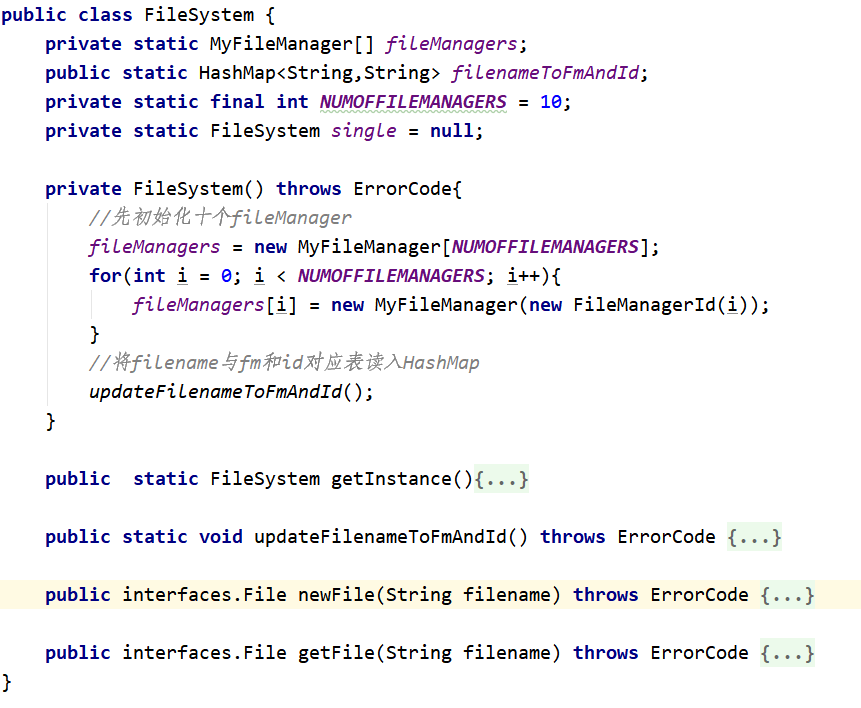 public class FileSystem {
    private static MyFileManager[] fileManagers;
    public static HashMap<String,String> filenameToFmAndId;
    private static final int NUMOFFILEMANAGERS = 10;
    private static FileSystem single = null;
    private FileSystem() throws ErrorCode{
        //先初始化十个fileManager
        fileManagers = new MyFileManager[NUMOFFILEMANAGERS];
        for(int i = 0; i < NUMOFFILEMANAGERS; i++){
            fileManagers[i] = new MyFileManager(new FileManagerId(i));
        }
        //将filename与fm和id对应表读入HashMap
        updateFilenameToFmAndId();
    }
    public  static FileSystem getInstance(){...}
    public static void updateFilenameToFmAndId() throws ErrorCode {...}
    public interfaces.File newFile(String filename) throws ErrorCode {...}
    public interfaces.File getFile(String filename) throws ErrorCode {...}
}